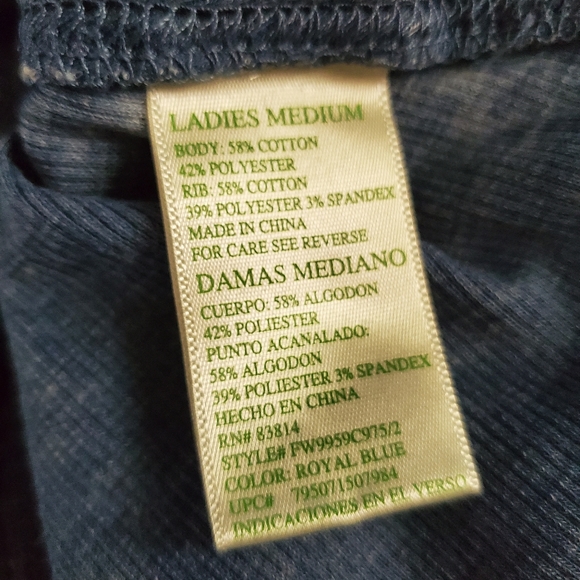 LADIES MEDIUM
BODY: 58% COTTON
42% POLYESTER
RIB: 58% COTTON
39% POLYESTER 3% SPANDEX
MADE IN CHINA
FOR CARE SEE REVERSE
DAMAS MEDIANO
CUERPO: 58% ALGODON
42% POLIESTER
PUNTO ACANALADO:
58% ALGODON
39% POLIESTER 3% SPANDEX
HECHO EN CHINA
RN# 83814
STYLE# FW9959C975/2
COLOR: ROYAL BLUE
UPC# 795071507984
INDICACIONES EN EL VERSO